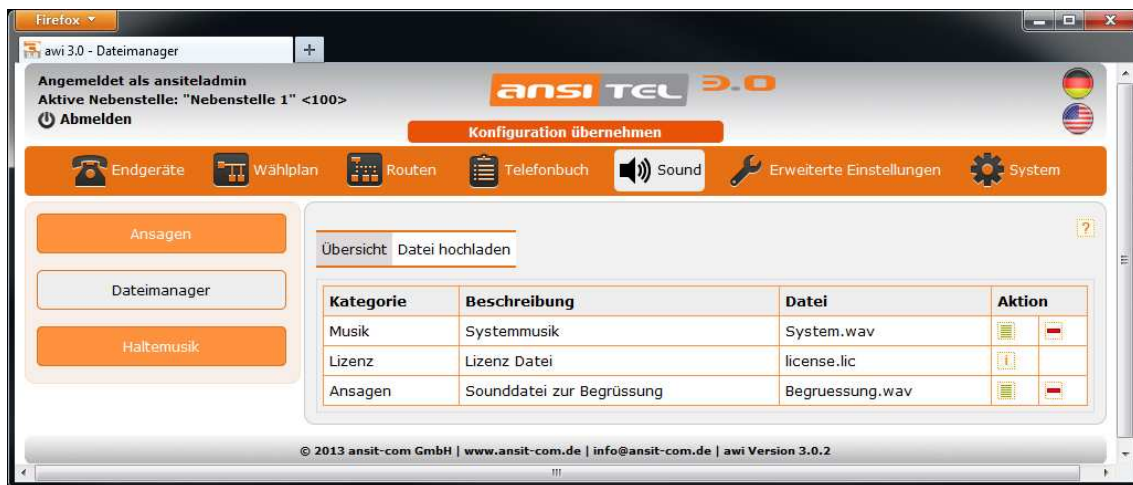 Firefox
awi 3.0 - Dateimanager
Angemeldet als ansiteladmin
Aktive Nebenstelle: "Nebenstelle 1" <100>
Abmelden
ansi TEL 3.0
Konfiguration übernehmen
Endgeräte Wählplan Routen Telefonbuch Sound Erweiterte Einstellungen System
Ansagen
Dateimanager
Haltemusik
?
Übersicht Datei hochladen
Kategorie Beschreibung Datei Aktion
Musik Systemmusik System.wav
Lizenz Lizenz Datei license.lic i
Ansagen Sounddatei zur Begrüssung Begruessung.wav
© 2013 ansit-com GmbH | www.ansit-com.de | info@ansit-com.de | awi Version 3.0.2